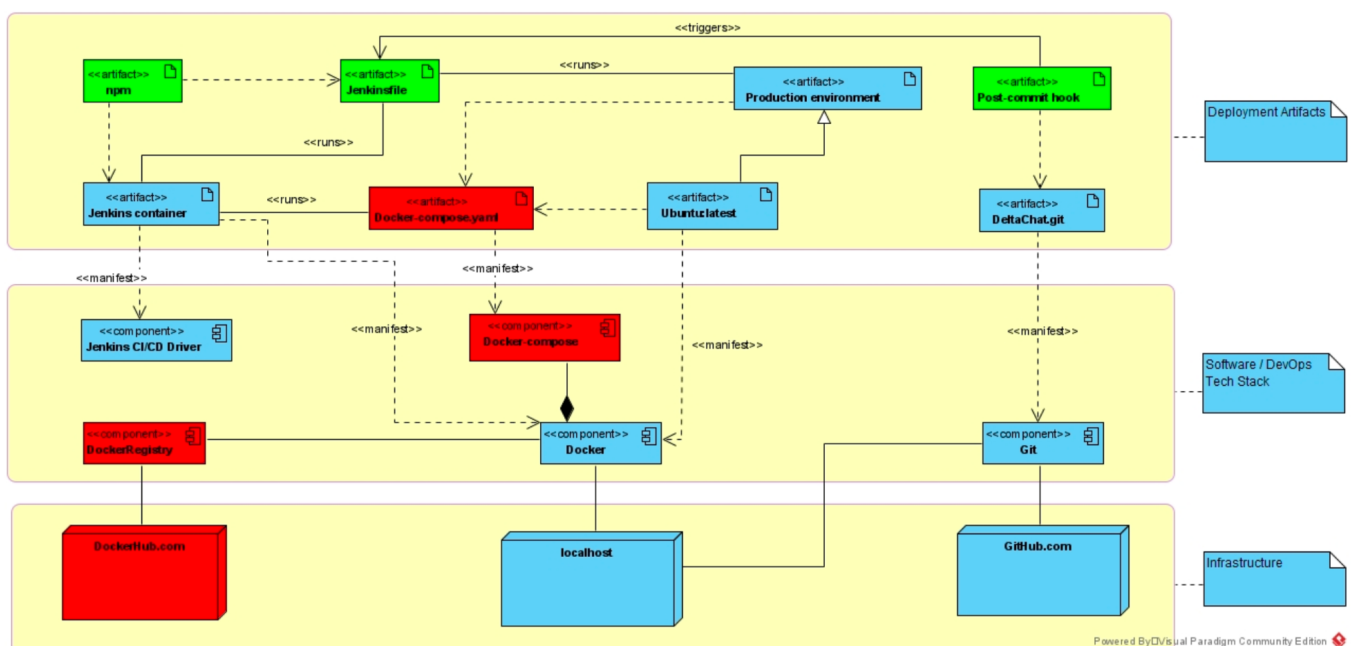 <<triggers>>
<<artifact>>
npm
<<artifact>>
Jenkinsfile
<<runs>>
<<artifact>>
Production environment
<<artifact>>
Post-commit hook
Deployment Artifacts
<<runs>>
<<artifact>>
Jenkins container
<<runs>>
<<artifact>>
Docker-compose.yaml
<<artifact>>
Ubuntu:latest
<<artifact>>
DeltaChat.git
<<manifest>>
<<manifest>>
<<component>>
Jenkins CI/CD Driver
<<manifest>>
<<component>>
Docker-compose
<<manifest>>
<<manifest>>
Software / DevOps
Tech Stack
<<component>>
DockerRegistry
<<component>>
Docker
<<component>>
Git
DockerHub.com
localhost
GitHub.com
Infrastructure
Powered By Visual Paradigm Community Edition